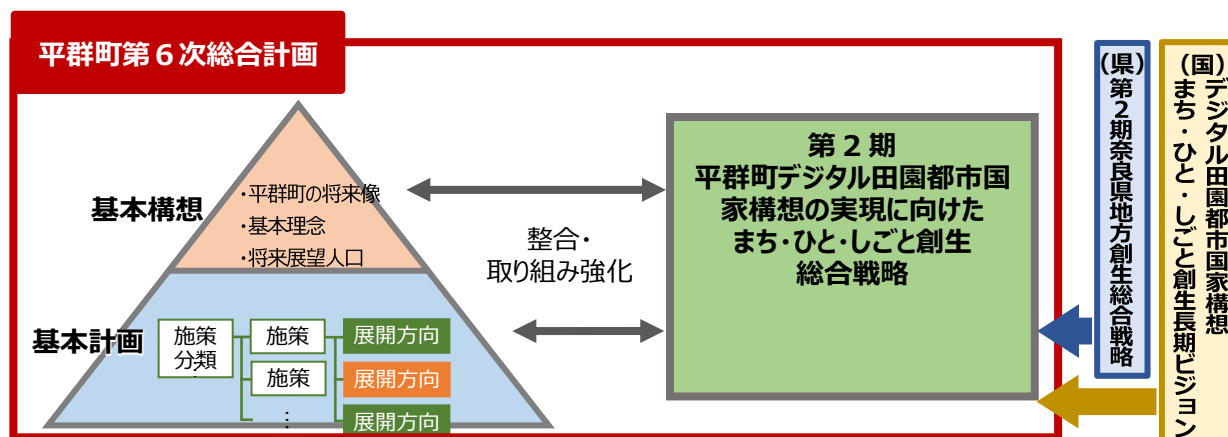 平群町第６次総合計画
基本構想
・平群町の将来像
・基本理念
・将来展望人口
基本計画
施策
分類
施策
展開方向
施策
展開方向
：
展開方向
整合・
取り組み強化
第２期
平群町デジタル田園都市国
家構想の実現に向けた
まち・ひと・しごと創生
総合戦略
（県）
第２期奈良県地方創生総合戦略
（国）
デジタル田園都市国家構想
まち・ひと・しごと創生長期ビジョン